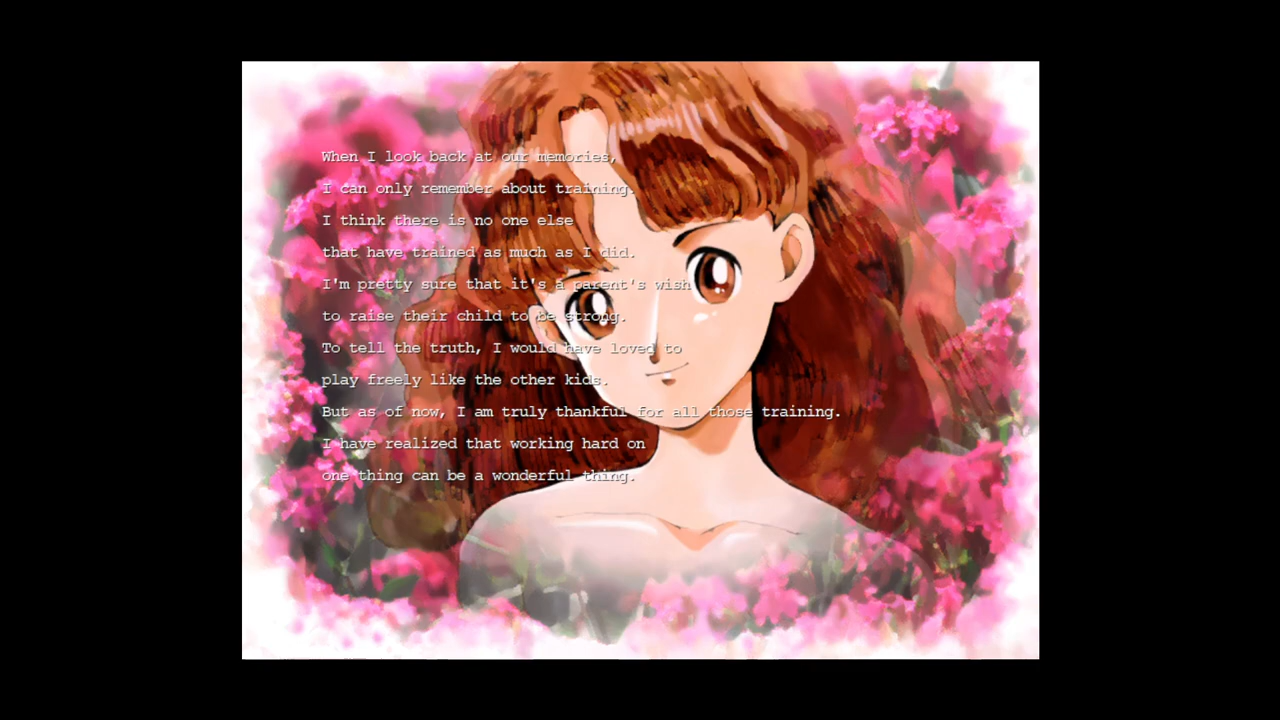 When I look back at our memories,
I can only remember about training.
I think there is no one else
that have trained as much as I did.
I'm pretty sure that it's a parent's wish
to raise their child to be strong.
To tell the truth, I would have loved to
play freely like the other kids.
But as of now, I am truly thankful for all those training.
I have realized that working hard on
one thing can be a wonderful thing.